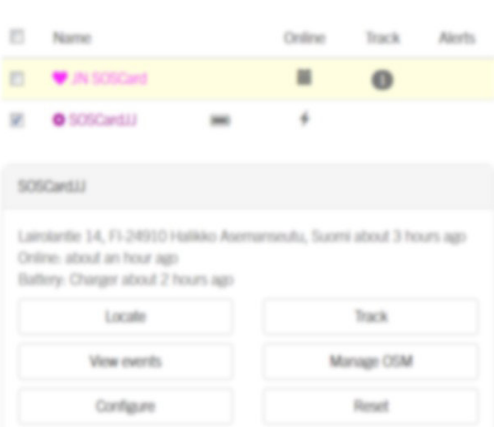 Name Online Track Alerts
JN SOSCard
SOSCardJJ
SOSCardJJ
Lairolantie 14, FI-24910 Halikko Asemanseutu, Suomi about 3 hours ago
Online: about an hour ago
Battery: Charger about 2 hours ago
Locate Track
View events Manage OSM
Configure Reset